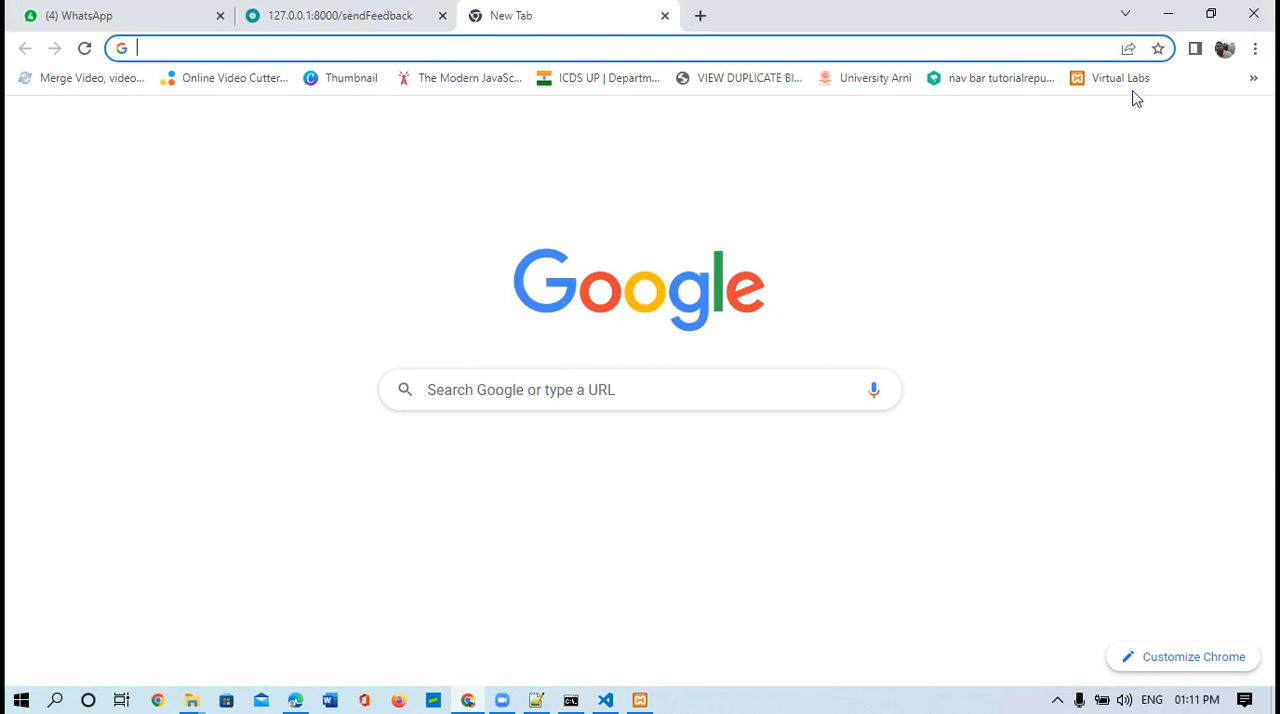 (4) WhatsApp
127.0.0.1:8000/sendFeedback
New Tab
Merge Video, video...
Online Video Cutter...
Thumbnail
The Modern JavaSc...
ICDS UP | Departm...
VIEW DUPLICATE BI...
University Arni
nav bar tutorialrepu...
Virtual Labs
Google
Search Google or type a URL
Customize Chrome
ENG
01:11 PM